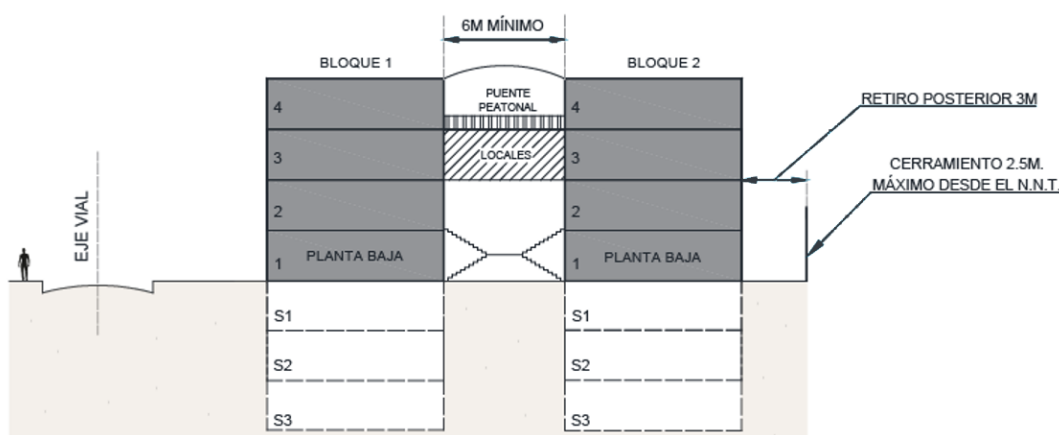 6M MÍNIMO
BLOQUE 1
BLOQUE 2
4
PUENTE
PEATONAL
4
RETIRO POSTERIOR 3M
3
LOCALES
3
CERRAMIENTO 2.5M.
MÁXIMO DESDE EL N.N.T.
EJE VIAL
2
2
1
PLANTA BAJA
1
PLANTA BAJA
S1
S1
S2
S2
S3
S3